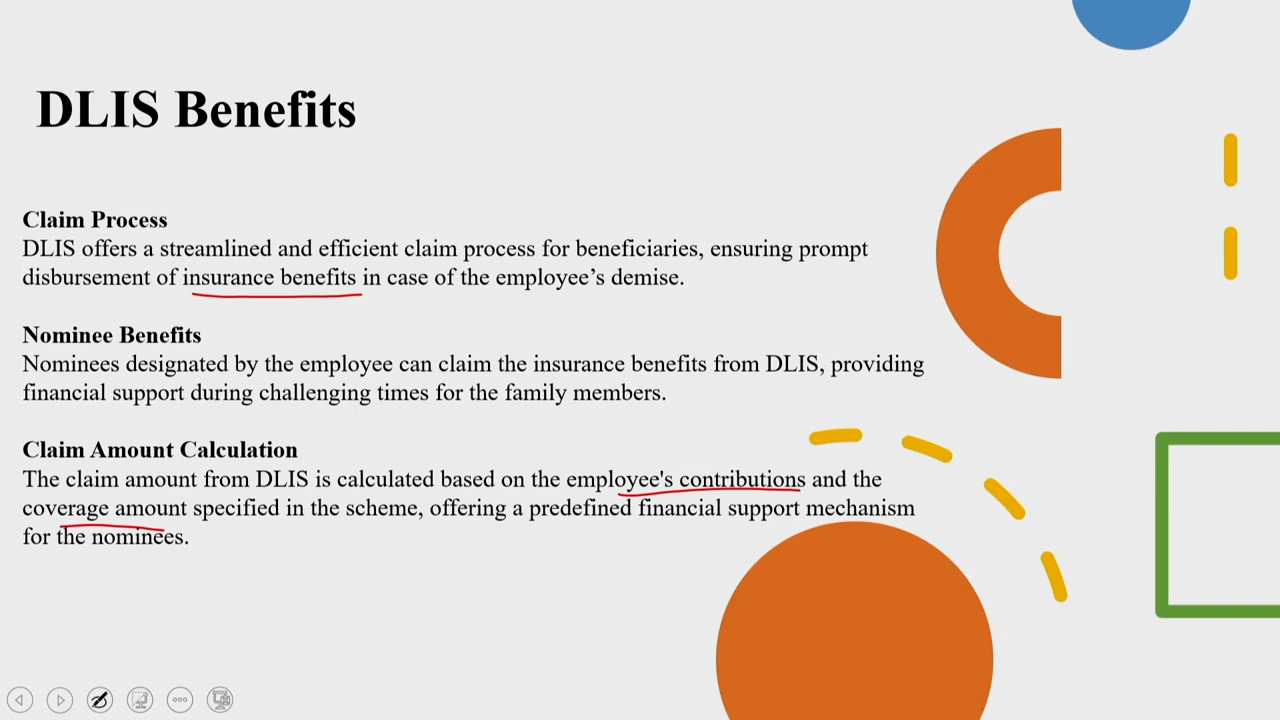 DLIS Benefits
Claim Process
DLIS offers a streamlined and efficient claim process for beneficiaries, ensuring prompt
disbursement of insurance benefits in case of the employee’s demise.
Nominee Benefits
Nominees designated by the employee can claim the insurance benefits from DLIS, providing
financial support during challenging times for the family members.
Claim Amount Calculation
The claim amount from DLIS is calculated based on the employee's contributions and the
coverage amount specified in the scheme, offering a predefined financial support mechanism
for the nominees.